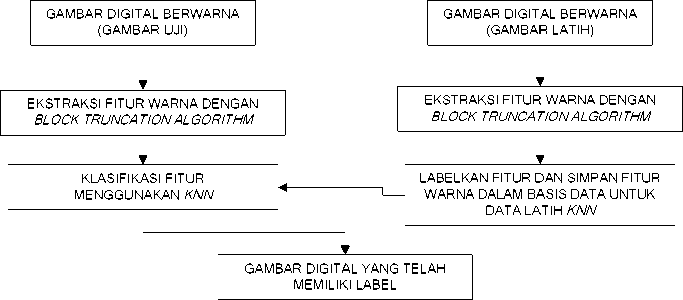 GAMBAR DIGITAL BERWARNA
(GAMBAR UJI)
GAMBAR DIGITAL BERWARNA
(GAMBAR LATIH)
EKSTRAKSI FITUR WARNA DENGAN
BLOCK TRUNCATION ALGORITHM
EKSTRAKSI FITUR WARNA DENGAN
BLOCK TRUNCATION ALGORITHM
KLASIFIKASI FITUR
MENGGUNAKAN KNN
LABELKAN FITUR DAN SIMPAN FITUR
WARNA DALAM BASIS DATA UNTUK
DATA LATIH KNN
GAMBAR DIGITAL YANG TELAH
MEMILIKI LABEL